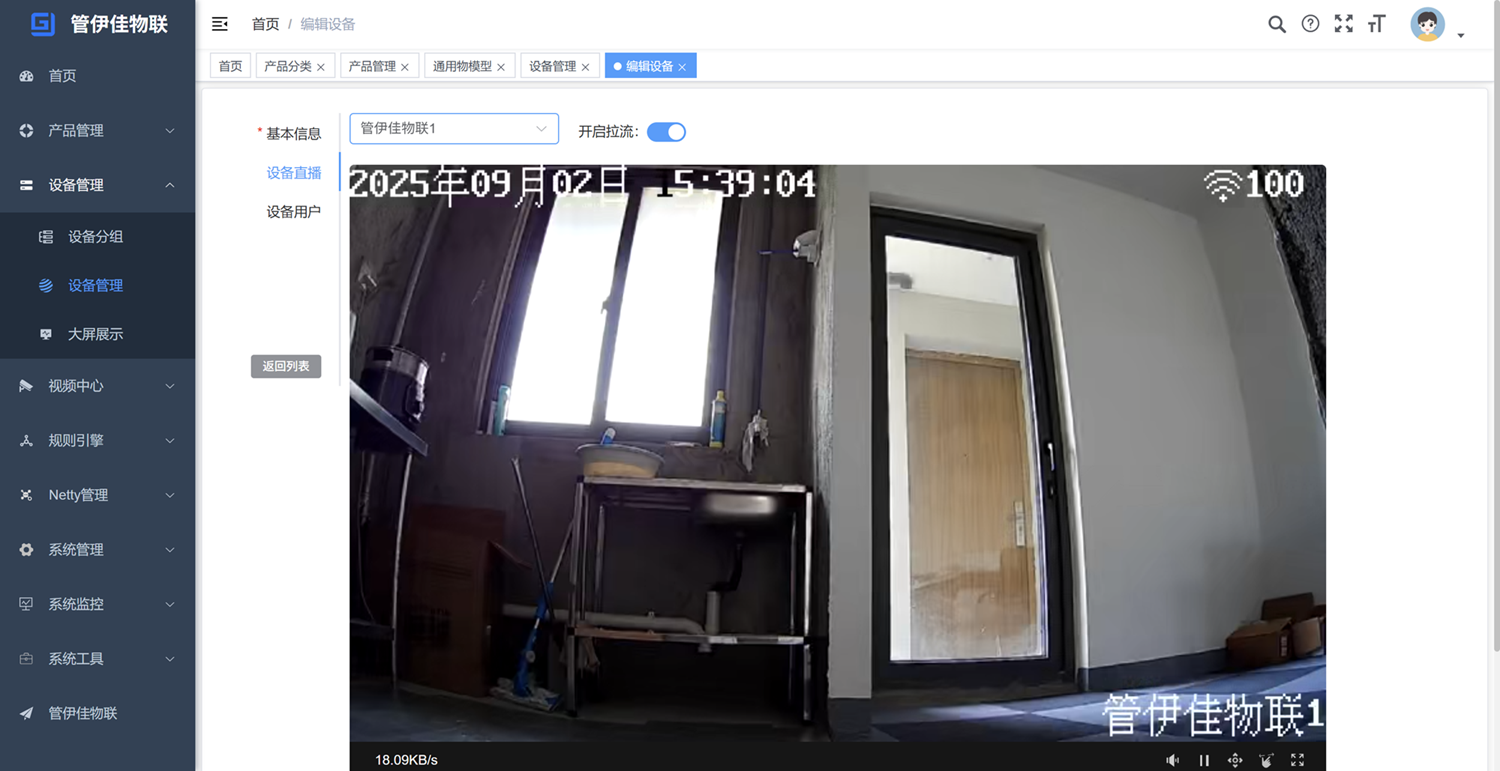 管伊佳物联
首页 / 编辑设备
首页
产品分类
产品管理
通用物模型
设备管理
编辑设备
首页
产品管理
设备管理
设备分组
设备管理
大屏展示
视频中心
规则引擎
Netty管理
系统管理
系统监控
系统工具
管伊佳物联
* 基本信息
设备直播
设备用户
返回列表
管伊佳物联1
开启拉流:
2025年09月02日 15:39:04
100
管伊佳物联1
18.09KB/s